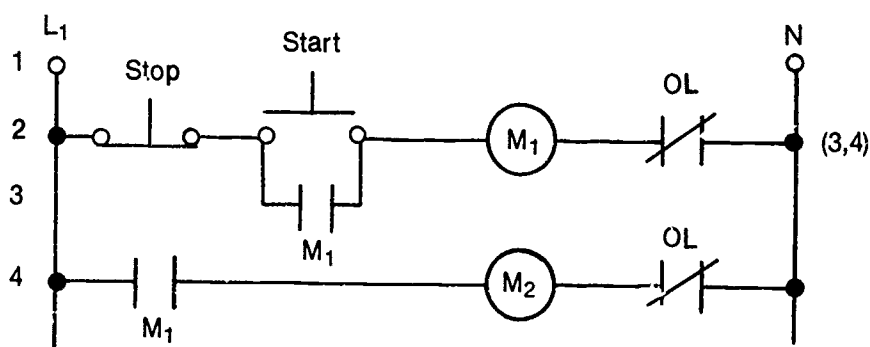 L₁
N
1
Start
Stop
OL
2
M₁
(3,4)
3
M₁
OL
4
M₂
M₁